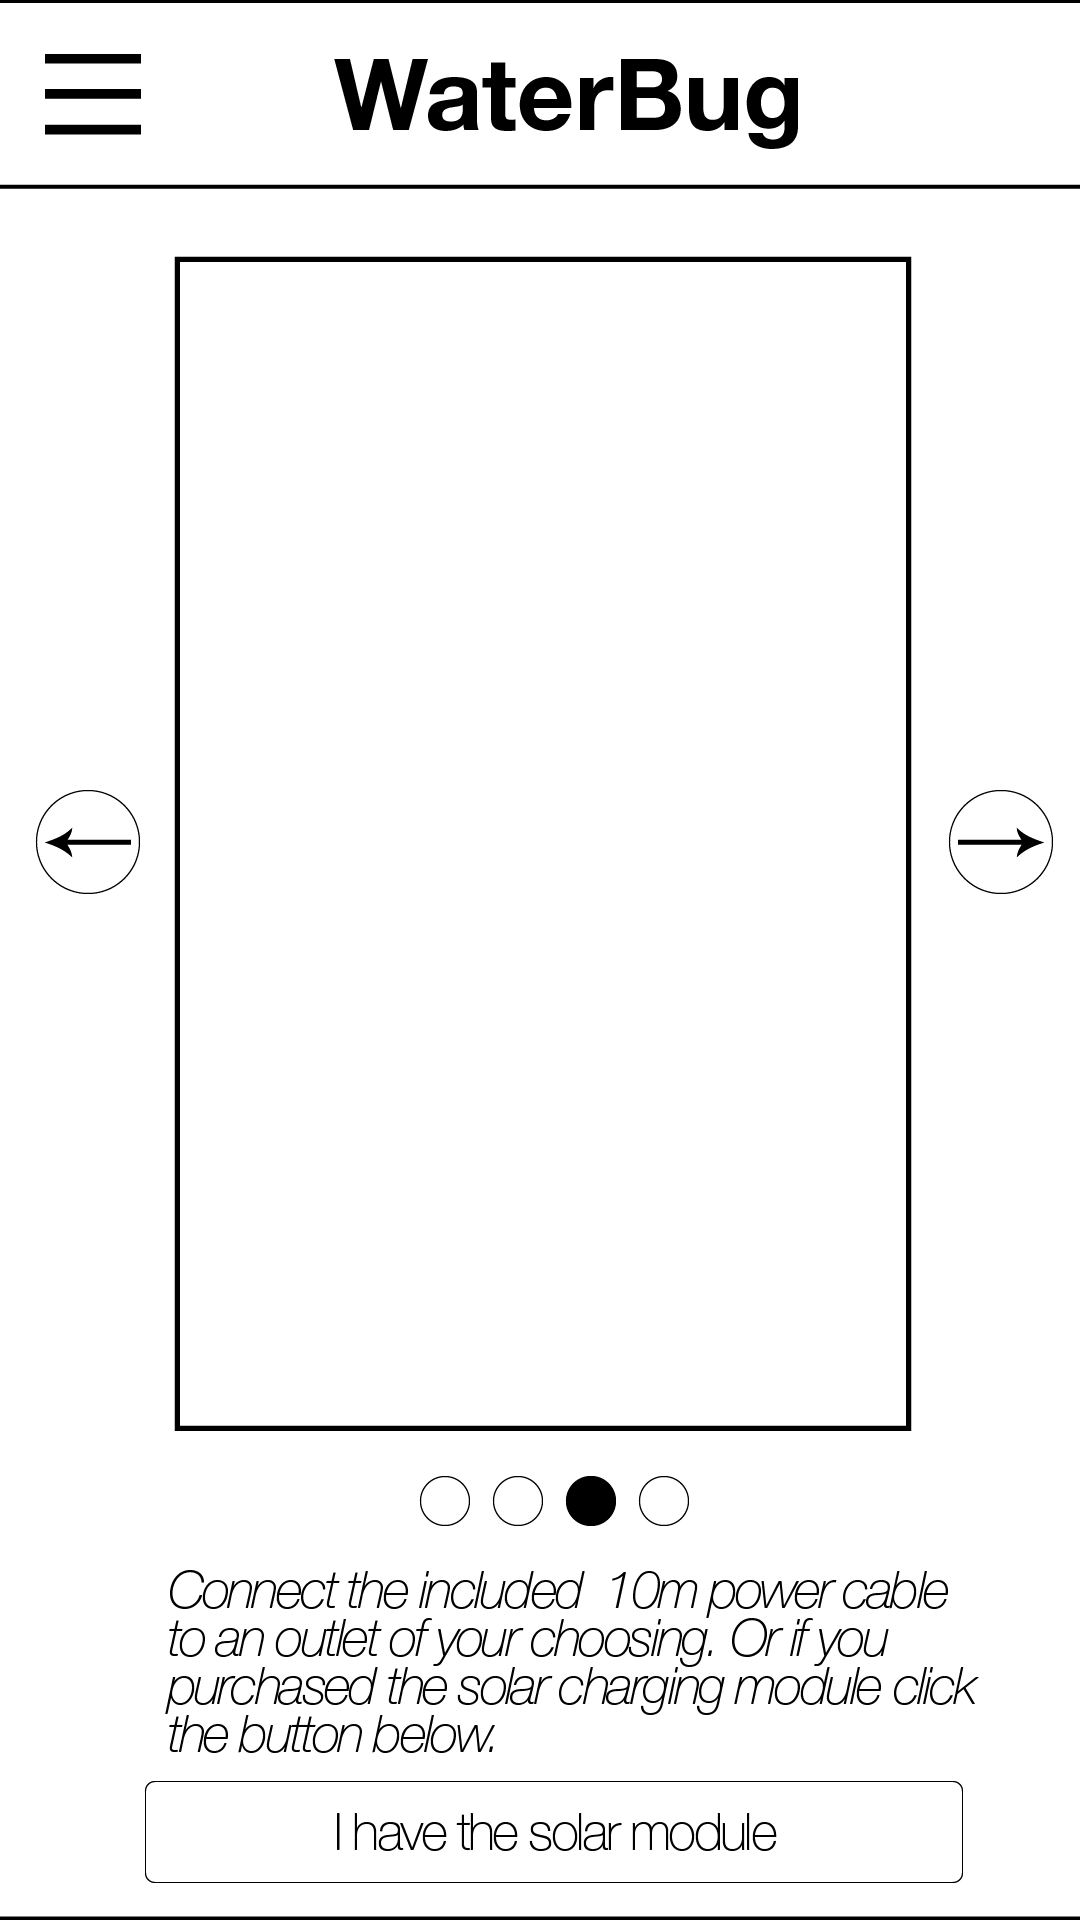 WaterBug
Connect the included  10m power cable
to an outlet of your choosing. Or if you
purchased the solar charging module click
the button below.
I have the solar module